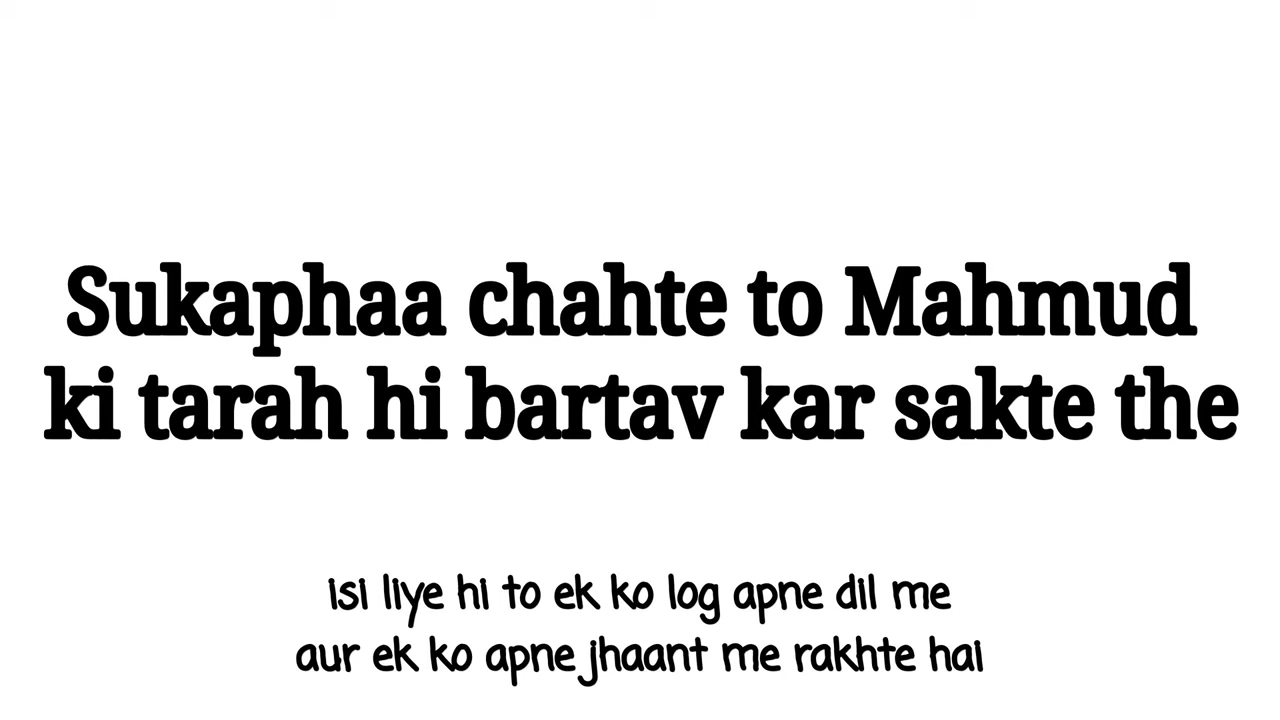 Sukaphaa chahte to Mahmud
ki tarah hi bartav kar sakte the
isi liye hi to ek ko log apne dil me
aur ek ko apne jhaant me rakhte hai